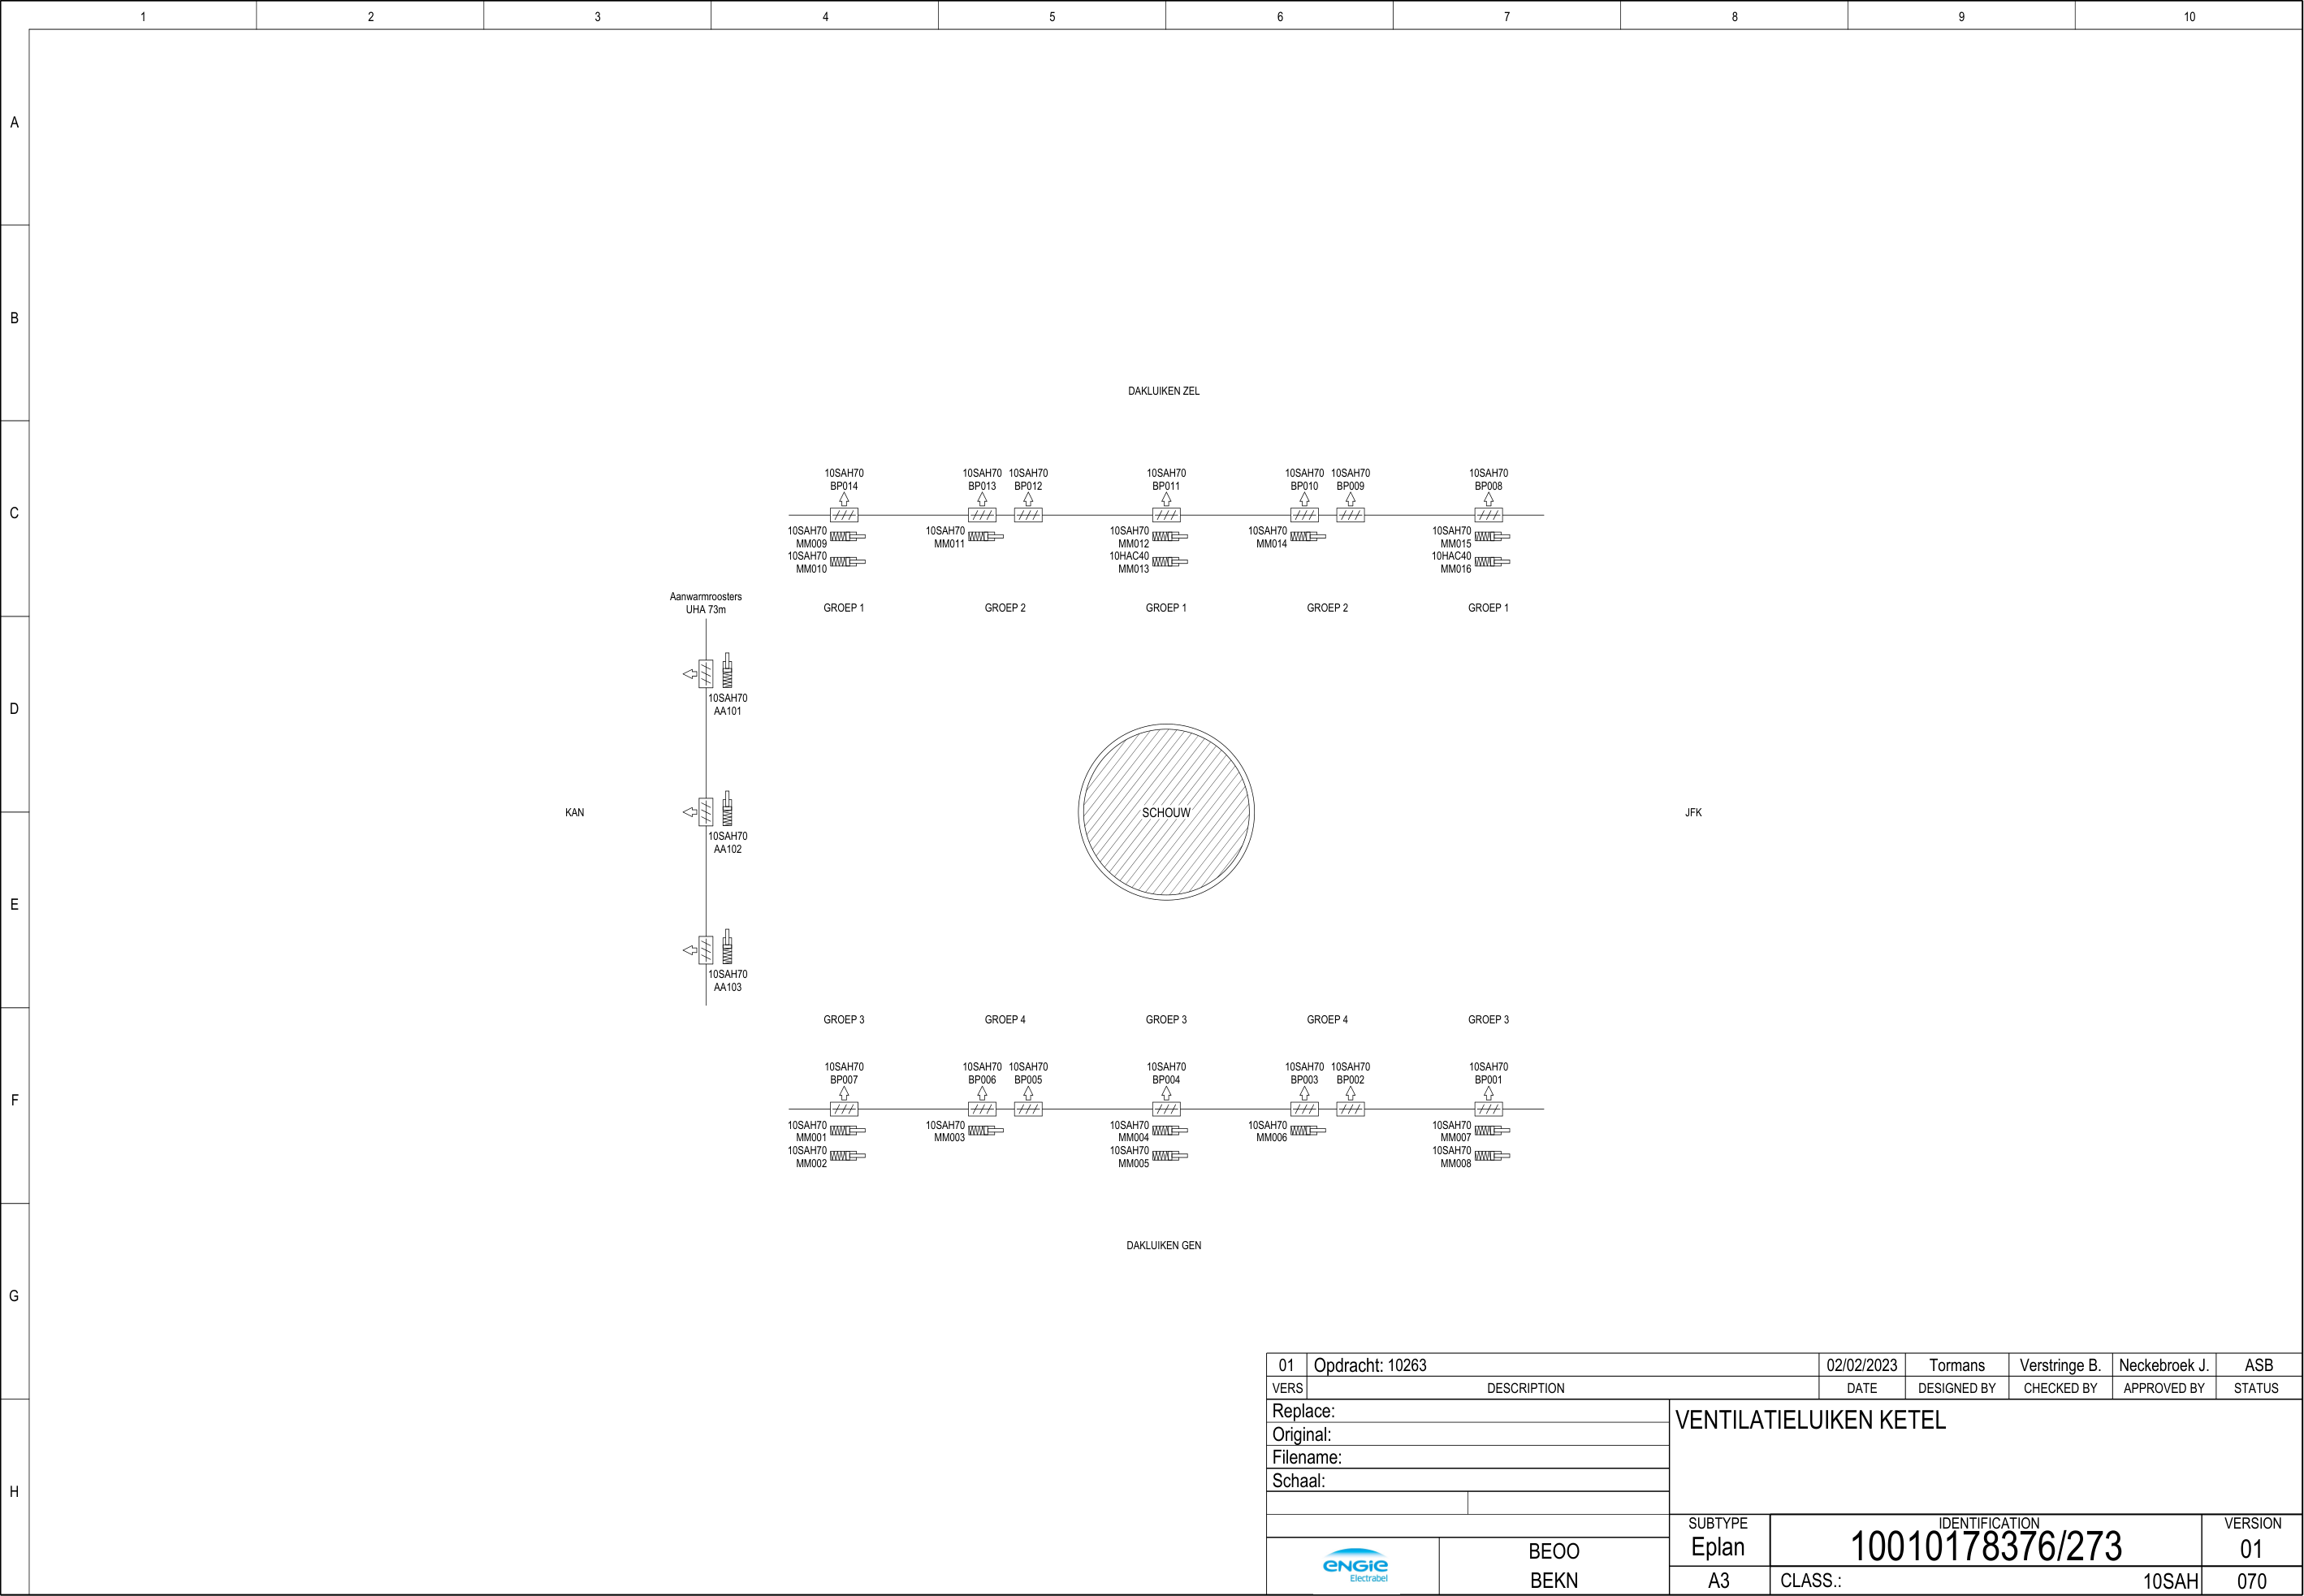 1 2 3 4 5 6 7 8 9 10
A
B
DAKLUIKEN ZEL
C
10SAH70 10SAH70 10SAH70 10SAH70 10SAH70 10SAH70 10SAH70
BP014 BP013 BP012 BP011 BP010 BP009 BP008
10SAH70 10SAH70 10SAH70 10SAH70 10SAH70
MM009 MM011 MM012 MM014 MM015
10SAH70 10HAC40 10HAC40
MM010 MM013 MM016
Aanwarmroosters
UHA 73m
GROEP 1 GROEP 2 GROEP 1 GROEP 2 GROEP 1
D
10SAH70
AA101
KAN
SCHOUW
JFK
10SAH70
AA102
E
10SAH70
AA103
GROEP 3 GROEP 4 GROEP 3 GROEP 4 GROEP 3
F
10SAH70 10SAH70 10SAH70 10SAH70 10SAH70 10SAH70 10SAH70
BP007 BP006 BP005 BP004 BP003 BP002 BP001
10SAH70 10SAH70 10SAH70 10SAH70 10SAH70
MM001 MM003 MM004 MM006 MM007
10SAH70 10SAH70 10SAH70
MM002 MM005 MM008
DAKLUIKEN GEN
G
H
01 Opdracht: 10263 02/02/2023 Tormans Verstringe B. Neckebroek J. ASB
VERS DESCRIPTION DATE DESIGNED BY CHECKED BY APPROVED BY STATUS
Replace:
Original:
Filename:
Schaal:
VENTILATIELUIKEN KETEL
SUBTYPE IDENTIFICATION VERSION
Eplan 10010178376/273 01
A3 CLASS.: 10SAH 070
ENGIE
Electrabel
BEOO
BEKN